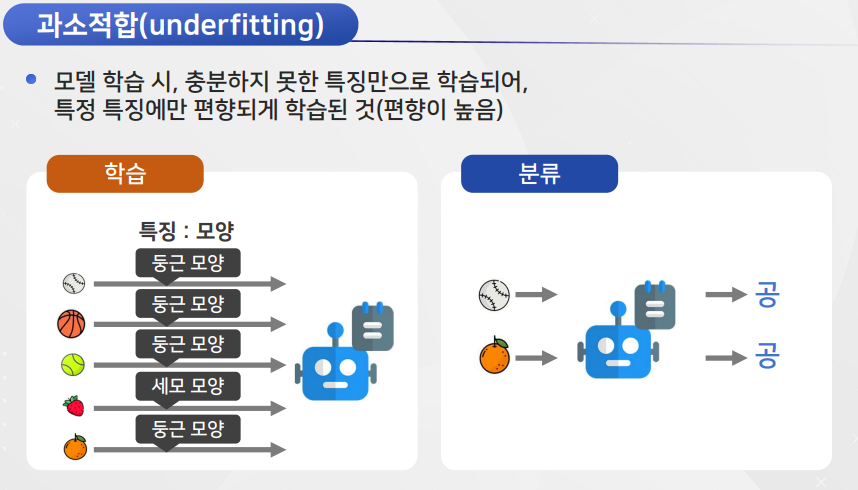 과소적합(underfitting)
모델 학습 시, 충분하지 못한 특징만으로 학습되어,
특정 특징에만 편향되게 학습된 것(편향이 높음)
학습
특징 : 모양
둥근 모양
둥근 모양
둥근 모양
세모 모양
둥근 모양
분류
공
공